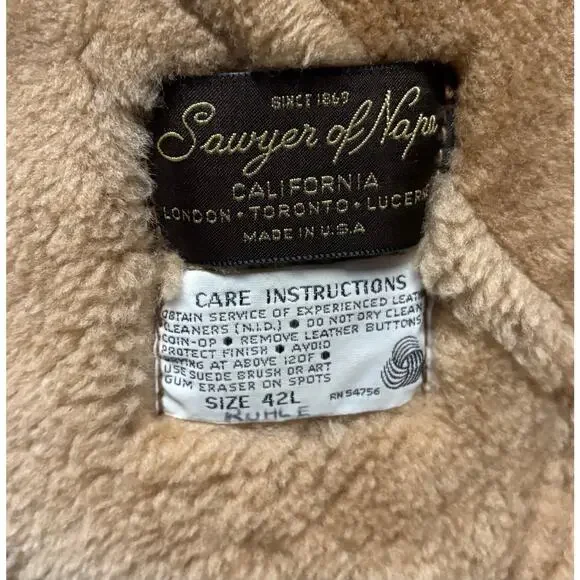 SINCE 1869
Sawyer of Napa
CALIFORNIA
LONDON • TORONTO • LUCERNE
MADE IN U.S.A
CARE INSTRUCTIONS
OBTAIN SERVICE OF EXPERIENCED LEATH
CLEANERS (N.I.D.) • DO NOT DRY CLEAN
COIN-OP • REMOVE LEATHER BUTTONS
PROTECT FINISH • AVOID
AT ABOVE 120F •
USE SUEDE BRUSH OR ART
GUM ERASER ON SPOTS
SIZE 42L
RN 54756
RUHLE